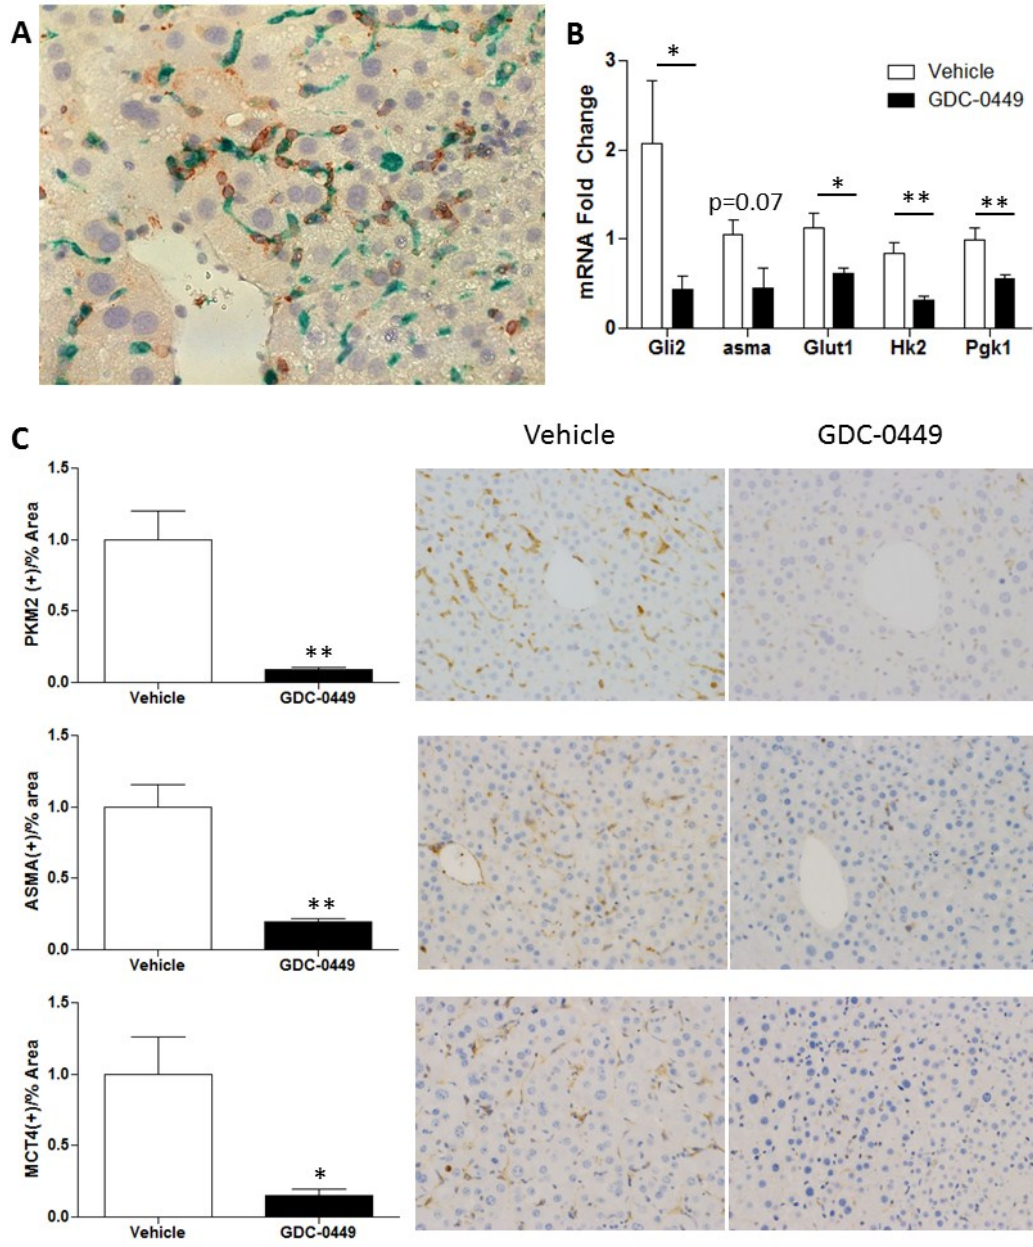 A
B
mRNA Fold Change
3
2
1
0
*
p=0.07
*
**
**
Vehicle
GDC-0449
Gli2
asma
Glut1
Hk2
Pgk1
C
Vehicle
GDC-0449
PKM2 (+)/% Area
1.5
1.0
0.5
0.0
**
Vehicle
GDC-0449
ASMA(+)/% area
1.5
1.0
0.5
0.0
**
Vehicle
GDC-0449
MCT4(+)/% Area
1.5
1.0
0.5
0.0
*
Vehicle
GDC-0449